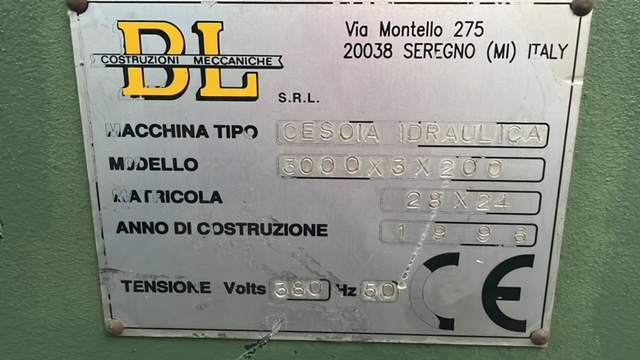 BL
COSTRUZIONI MECCANICHE
S.R.L.
Via Montello 275
20038 SEREGNO (MI) ITALY
MACCHINA TIPO CESOIA IDRAULICA
MODELLO 3000X3X200
MATRICOLA 28X24
ANNO DI COSTRUZIONE 1998
TENSIONE Volts 380 Hz 50
CE